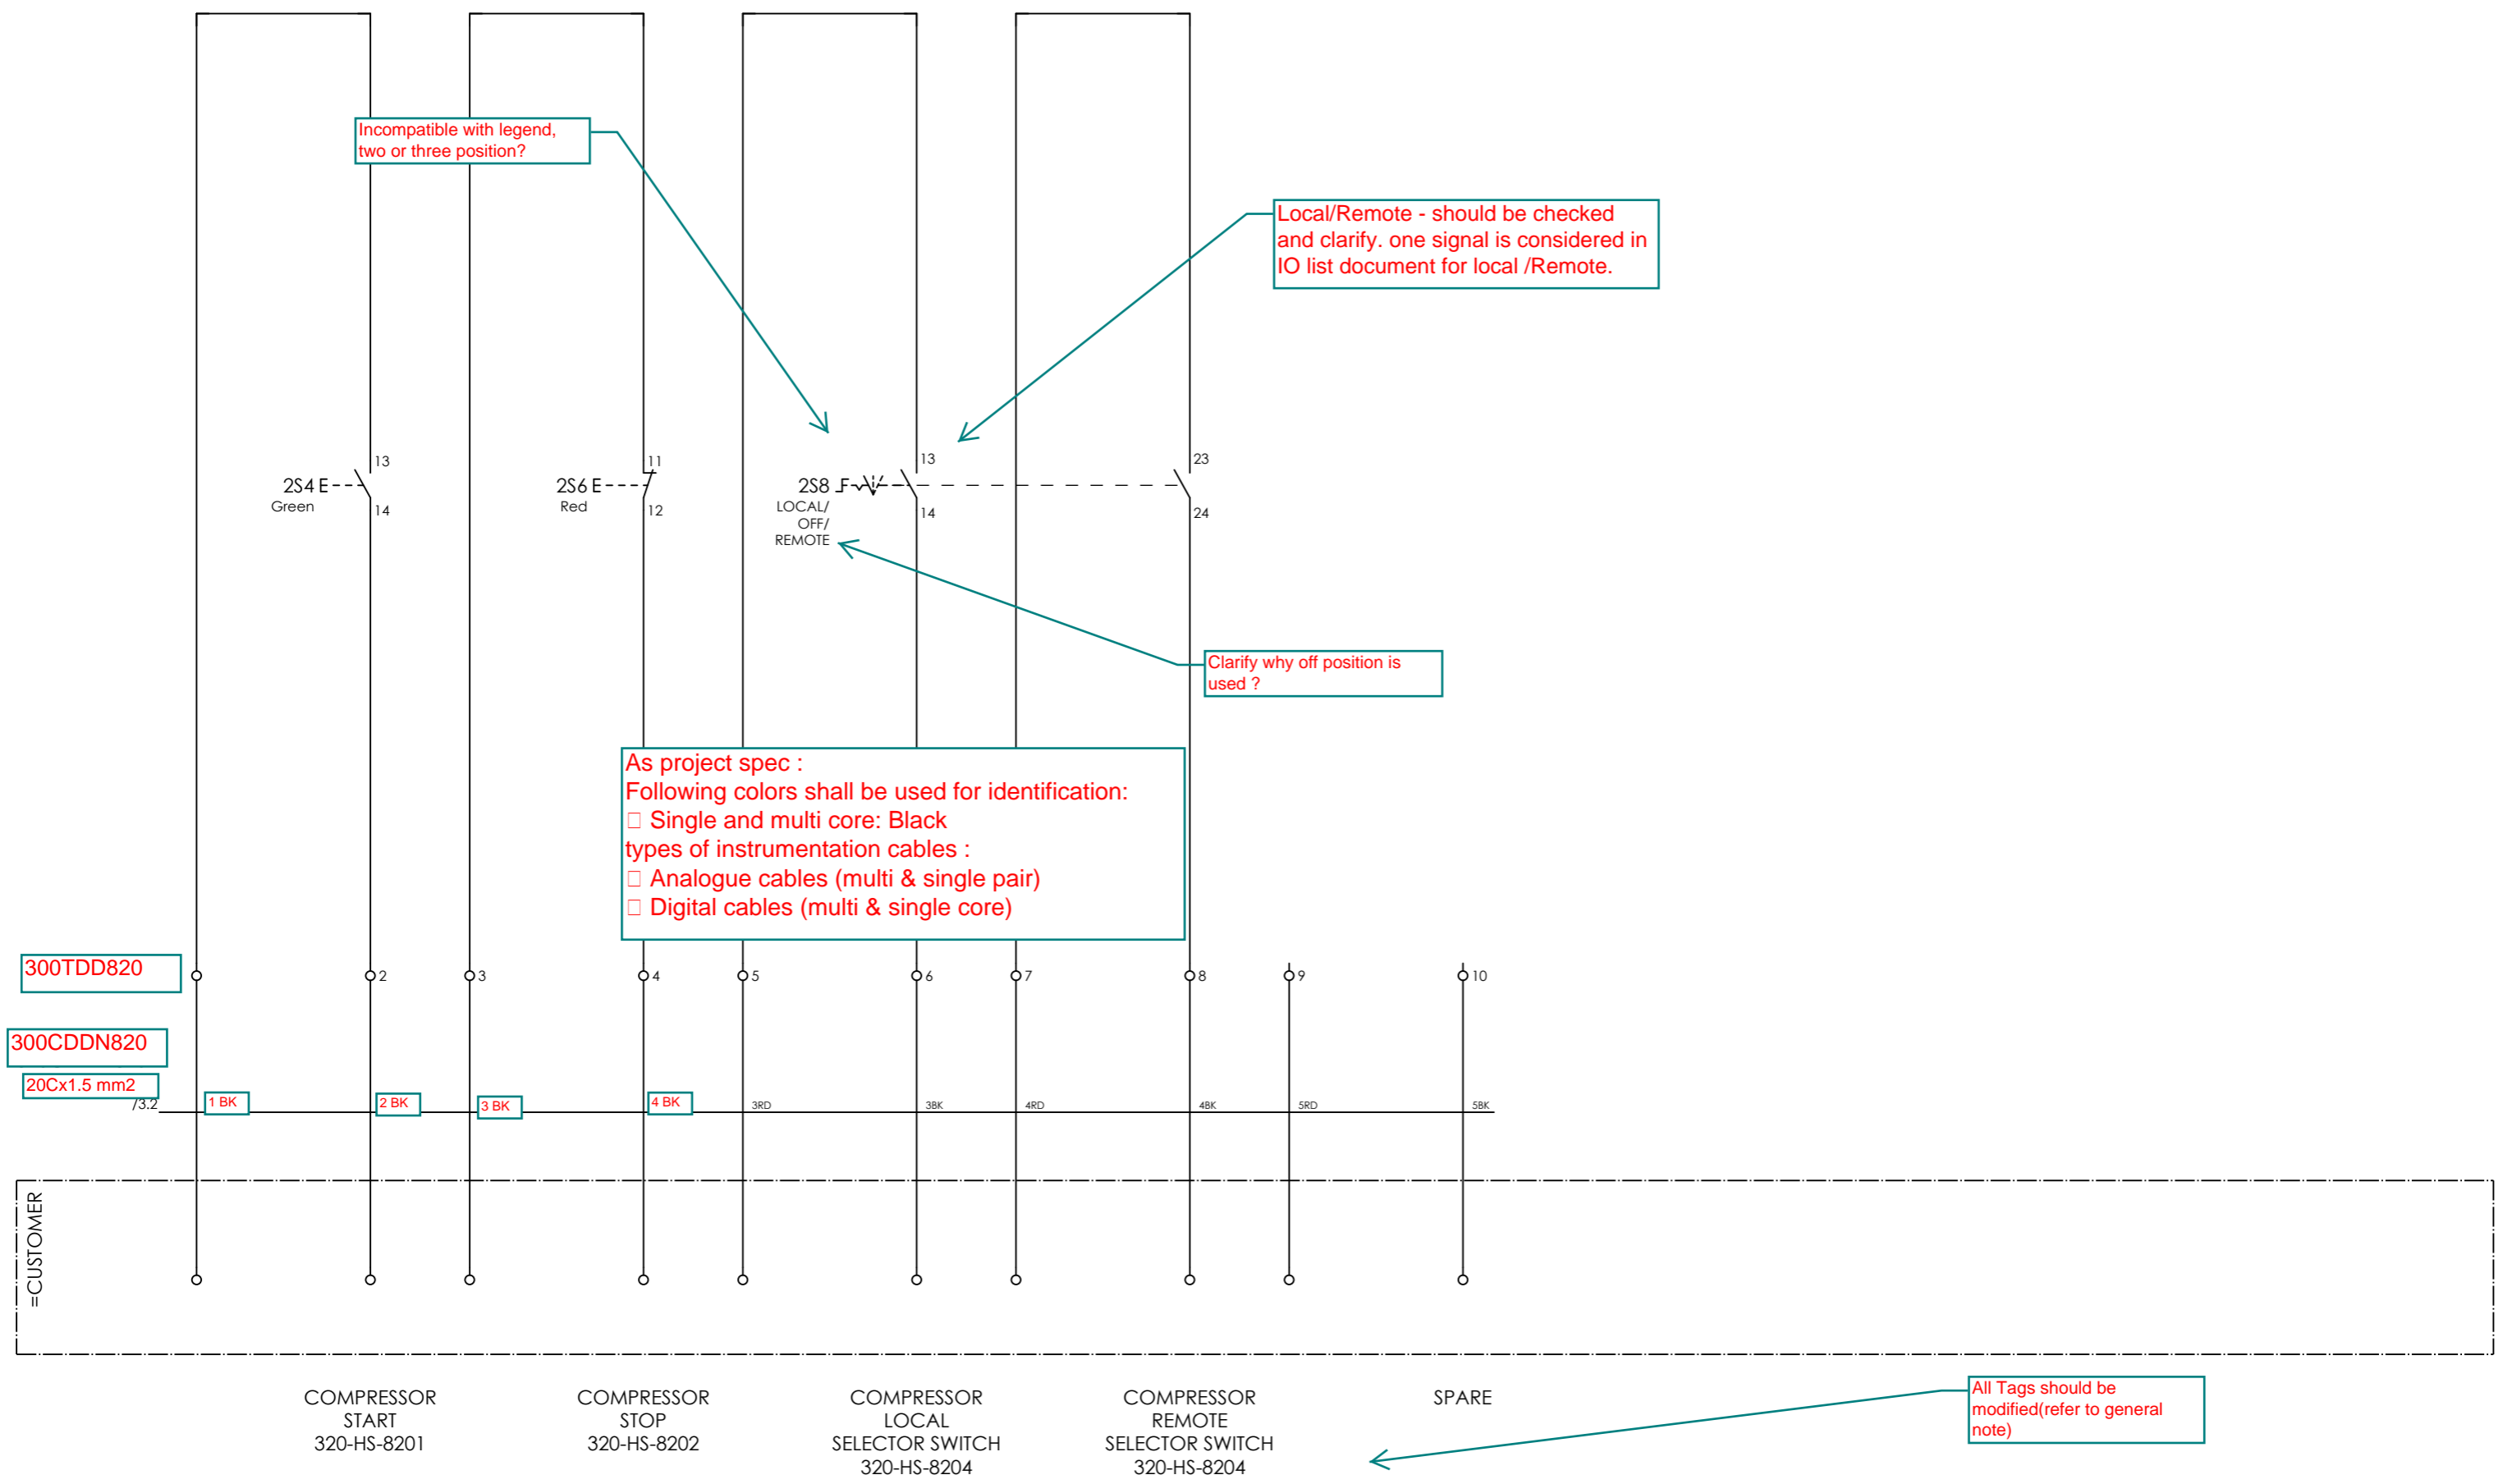 Incompatible with legend,
two or three position?
Local/Remote - should be checked
and clarify. one signal is considered in
IO list document for local /Remote.
13
2S4
Green
14
11
2S6
Red
12
13
2S8
LOCAL/
OFF/
REMOTE
14
23
24
Clarify why off position is
used ?
As project spec :
Following colors shall be used for identification:
□ Single and multi core: Black
types of instrumentation cables :
□ Analogue cables (multi & single pair)
□ Digital cables (multi & single core)
300TDD820
2
3
4
5
6
7
8
9
10
300CDDN820
20Cx1.5 mm2
/3.2
1 BK
2 BK
3 BK
4 BK
3RD
3BK
4RD
4BK
5RD
5BK
=CUSTOMER
COMPRESSOR
START
320-HS-8201
COMPRESSOR
STOP
320-HS-8202
COMPRESSOR
LOCAL
SELECTOR SWITCH
320-HS-8204
COMPRESSOR
REMOTE
SELECTOR SWITCH
320-HS-8204
SPARE
All Tags should be
modified(refer to general
note)